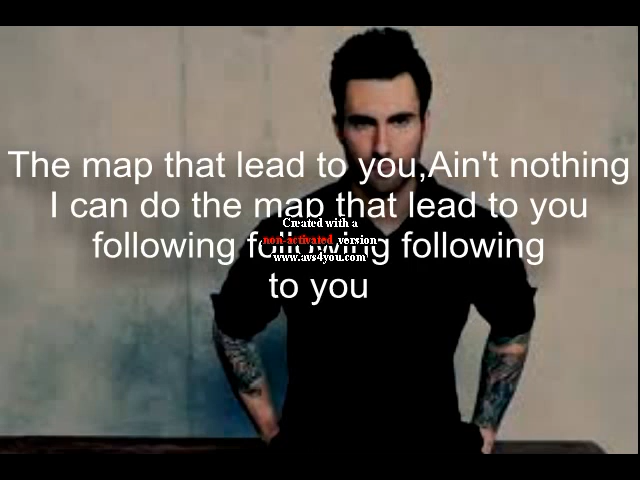 The map that lead to you,Ain't nothing
I can do the map that lead to you
following following following
to you
Created with a
non-activated version
www.avs4you.com